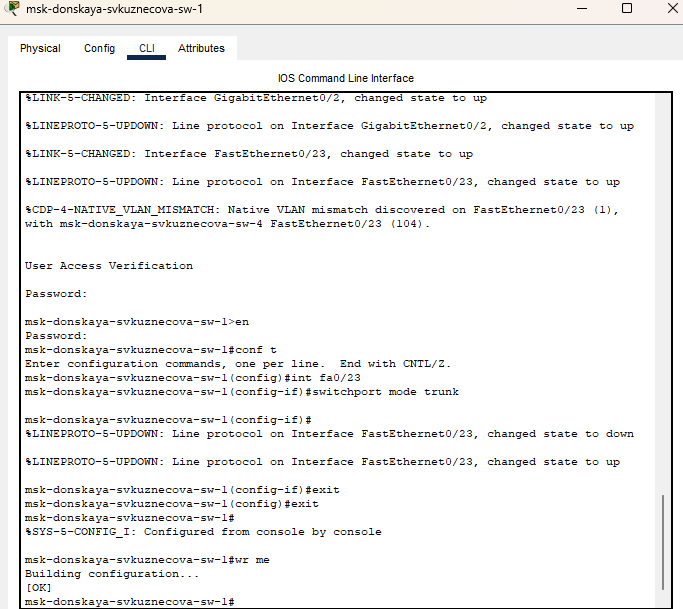 msk-donskaya-svkuznecova-sw-1
Physical Config CLI Attributes
IOS Command Line Interface
%LINK-5-CHANGED: Interface GigabitEthernet0/2, changed state to up
%LINEPROTO-5-UPDOWN: Line protocol on Interface GigabitEthernet0/2, changed state to up
%LINK-5-CHANGED: Interface FastEthernet0/23, changed state to up
%LINEPROTO-5-UPDOWN: Line protocol on Interface FastEthernet0/23, changed state to up
%CDP-4-NATIVE_VLAN_MISMATCH: Native VLAN mismatch discovered on FastEthernet0/23 (1),
with msk-donskaya-svkuznecova-sw-4 FastEthernet0/23 (104).
User Access Verification
Password:
msk-donskaya-svkuznecova-sw-1>en
Password:
msk-donskaya-svkuznecova-sw-1#conf t
Enter configuration commands, one per line.  End with CNTL/Z.
msk-donskaya-svkuznecova-sw-1(config)#int fa0/23
msk-donskaya-svkuznecova-sw-1(config-if)#switchport mode trunk
msk-donskaya-svkuznecova-sw-1(config-if)#
%LINEPROTO-5-UPDOWN: Line protocol on Interface FastEthernet0/23, changed state to down
%LINEPROTO-5-UPDOWN: Line protocol on Interface FastEthernet0/23, changed state to up
msk-donskaya-svkuznecova-sw-1(config-if)#exit
msk-donskaya-svkuznecova-sw-1(config)#exit
msk-donskaya-svkuznecova-sw-1#
%SYS-5-CONFIG_I: Configured from console by console
msk-donskaya-svkuznecova-sw-1#wr me
Building configuration...
[OK]
msk-donskaya-svkuznecova-sw-1#